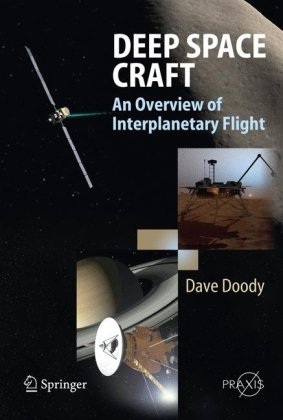 DEEP SPACE
CRAFT
An Overview of
Interplanetary Flight
Dave Doody
Springer
PRAXIS